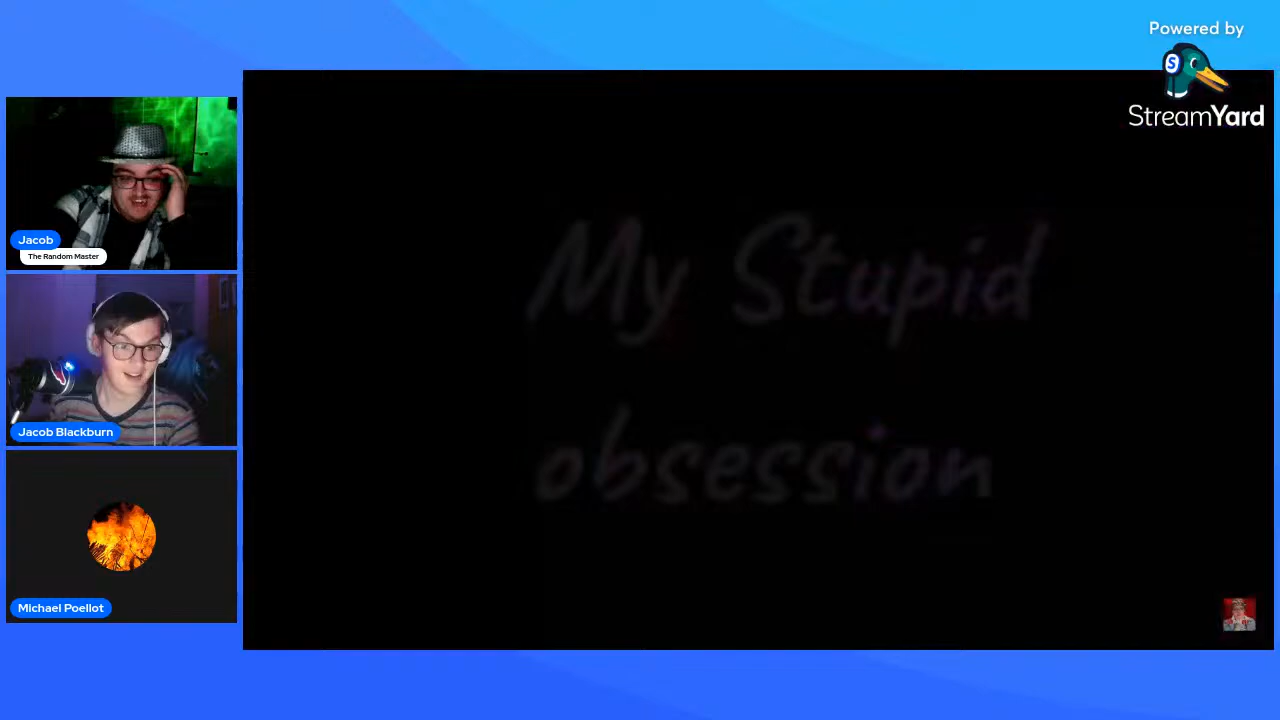 Powered by
StreamYard
Jacob
The Random Master
Jacob Blackburn
Michael Poellot
My Stupid
obsession